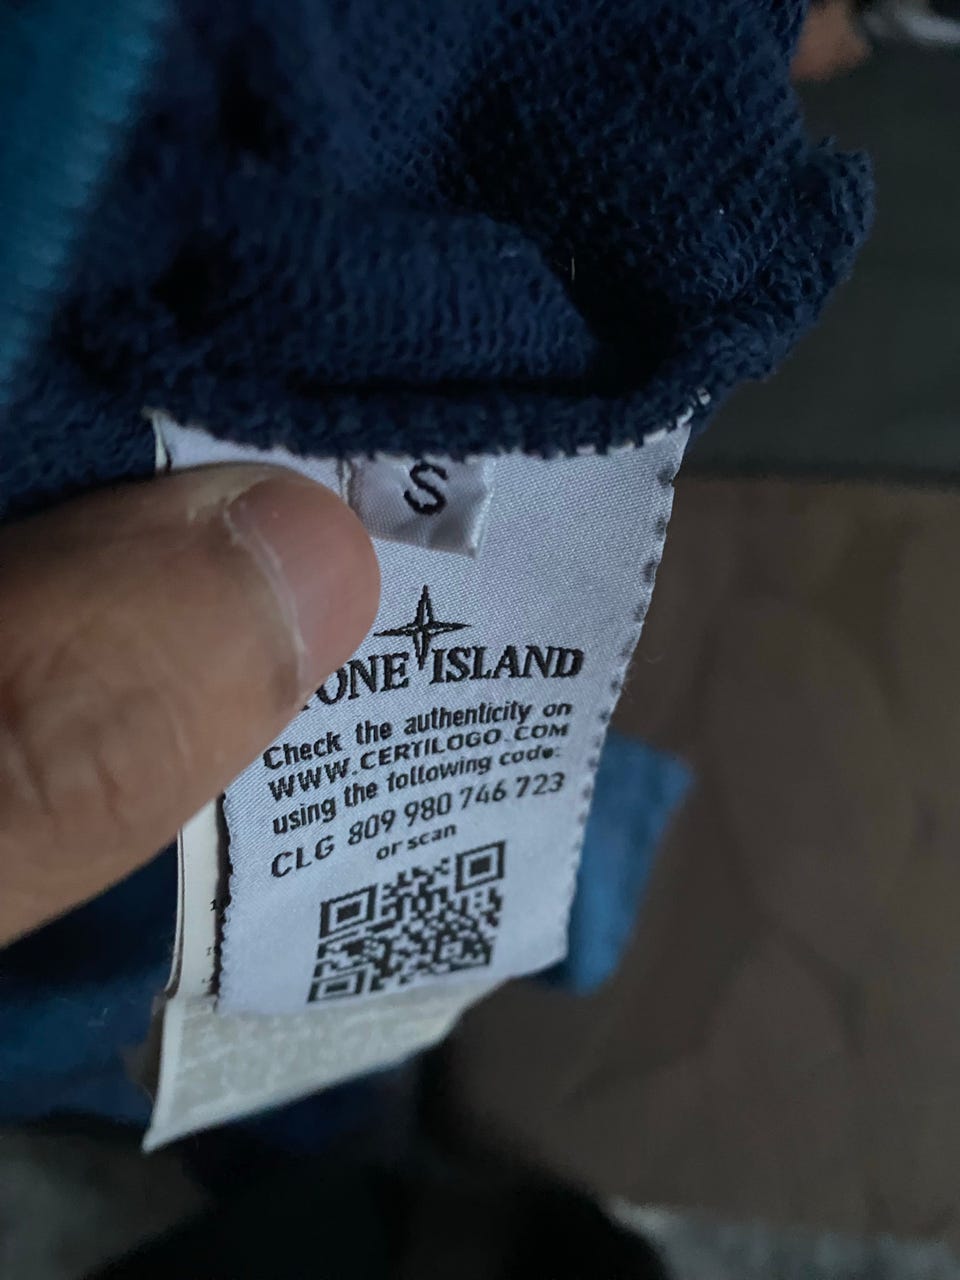 S
STONE ISLAND
Check the authenticity on
WWW.CERTILOGO.COM
using the following code:
CLG 809 980 746 723
or scan